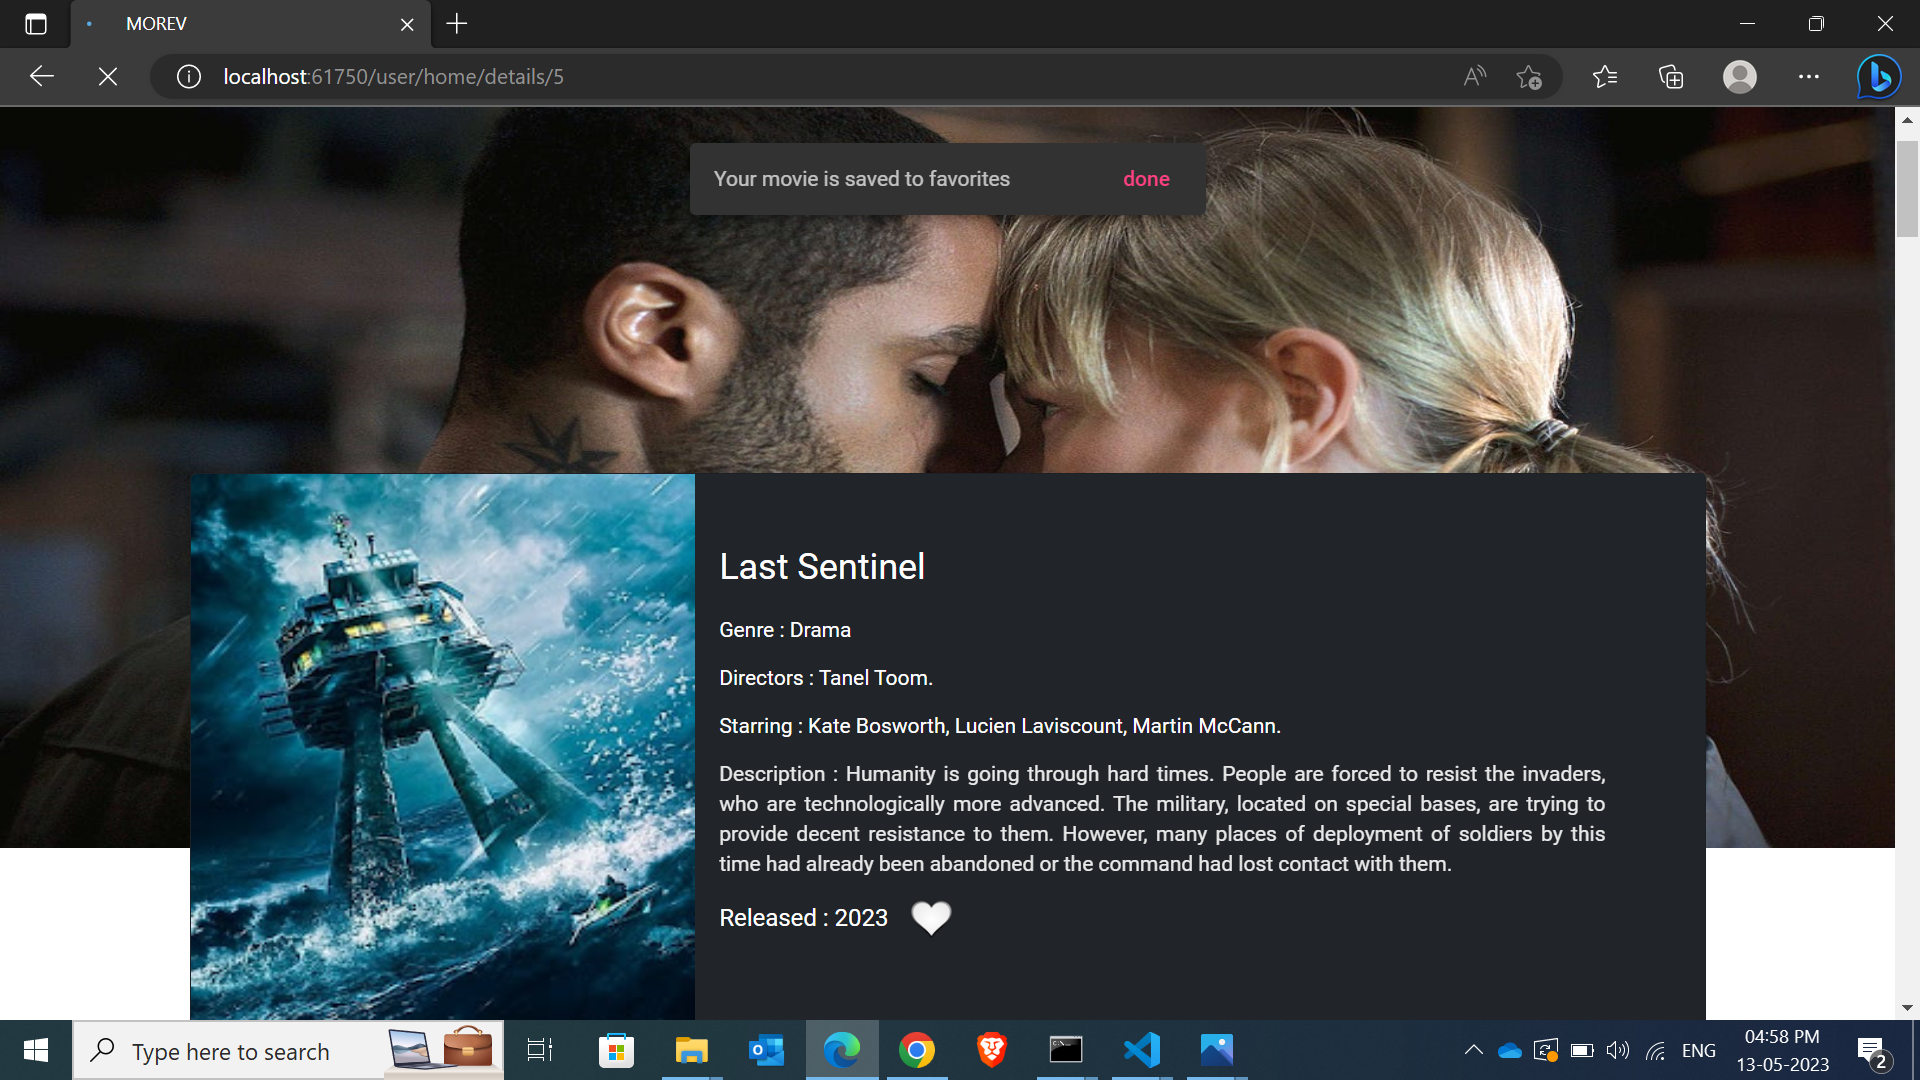 MOREV
localhost:61750/user/home/details/5
Your movie is saved to favorites done
Last Sentinel
Genre : Drama
Directors : Tanel Toom.
Starring : Kate Bosworth, Lucien Laviscount, Martin McCann.
Description : Humanity is going through hard times. People are forced to resist the invaders,
who are technologically more advanced. The military, located on special bases, are trying to
provide decent resistance to them. However, many places of deployment of soldiers by this
time had already been abandoned or the command had lost contact with them.
Released : 2023
Type here to search
ENG
04:58 PM
13-05-2023
2